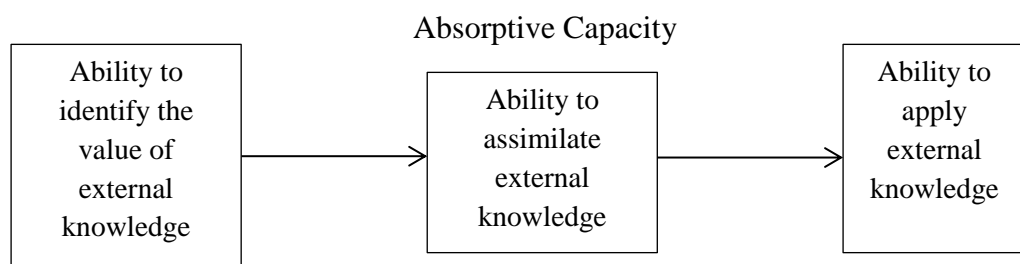 Absorptive Capacity
Ability to
identify the
value of
external
knowledge
Ability to
assimilate
external
knowledge
Ability to
apply
external
knowledge